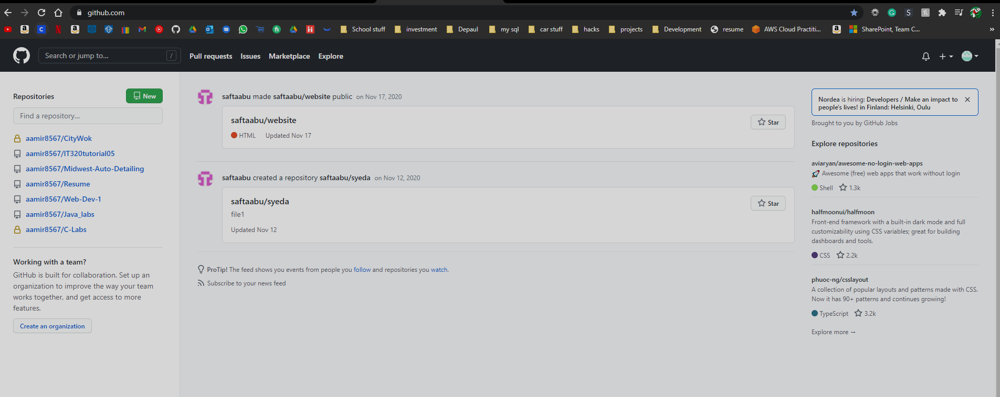 github.com
School stuff investment Depaul my sql car stuff hacks projects Development resume AWS Cloud Practiti... SharePoint, Team C... »
Search or jump to... /
Pull requests Issues Marketplace Explore
Repositories
New
Find a repository...
aamir8567/CityWok
aamir8567/IT320tutorial05
aamir8567/Midwest-Auto-Detailing
aamir8567/Resume
aamir8567/Web-Dev-1
aamir8567/Java_labs
aamir8567/C-Labs
Working with a team?
GitHub is built for collaboration. Set up an
organization to improve the way your team
works together, and get access to more
features.
Create an organization
saftaabu made saftaabu/website public on Nov 17, 2020
saftaabu/website
Star
HTML Updated Nov 17
saftaabu created a repository saftaabu/syeda on Nov 12, 2020
saftaabu/syeda
Star
file1
Updated Nov 12
ProTip! The feed shows you events from people you follow and repositories you watch.
Subscribe to your news feed
Nordea is hiring: Developers / Make an impact to
people's lives! in Finland: Helsinki, Oulu
Brought to you by GitHub Jobs
Explore repositories
aviaryan/awesome-no-login-web-apps
🚀 Awesome (free) web apps that work without login
Shell 1.3k
halfmoonui/halfmoon
Front-end framework with a built-in dark mode and full
customizability using CSS variables; great for building
dashboards and tools.
CSS 2.2k
phuoc-ng/csslayout
A collection of popular layouts and patterns made with CSS.
Now it has 90+ patterns and continues growing!
TypeScript 3.2k
Explore more →